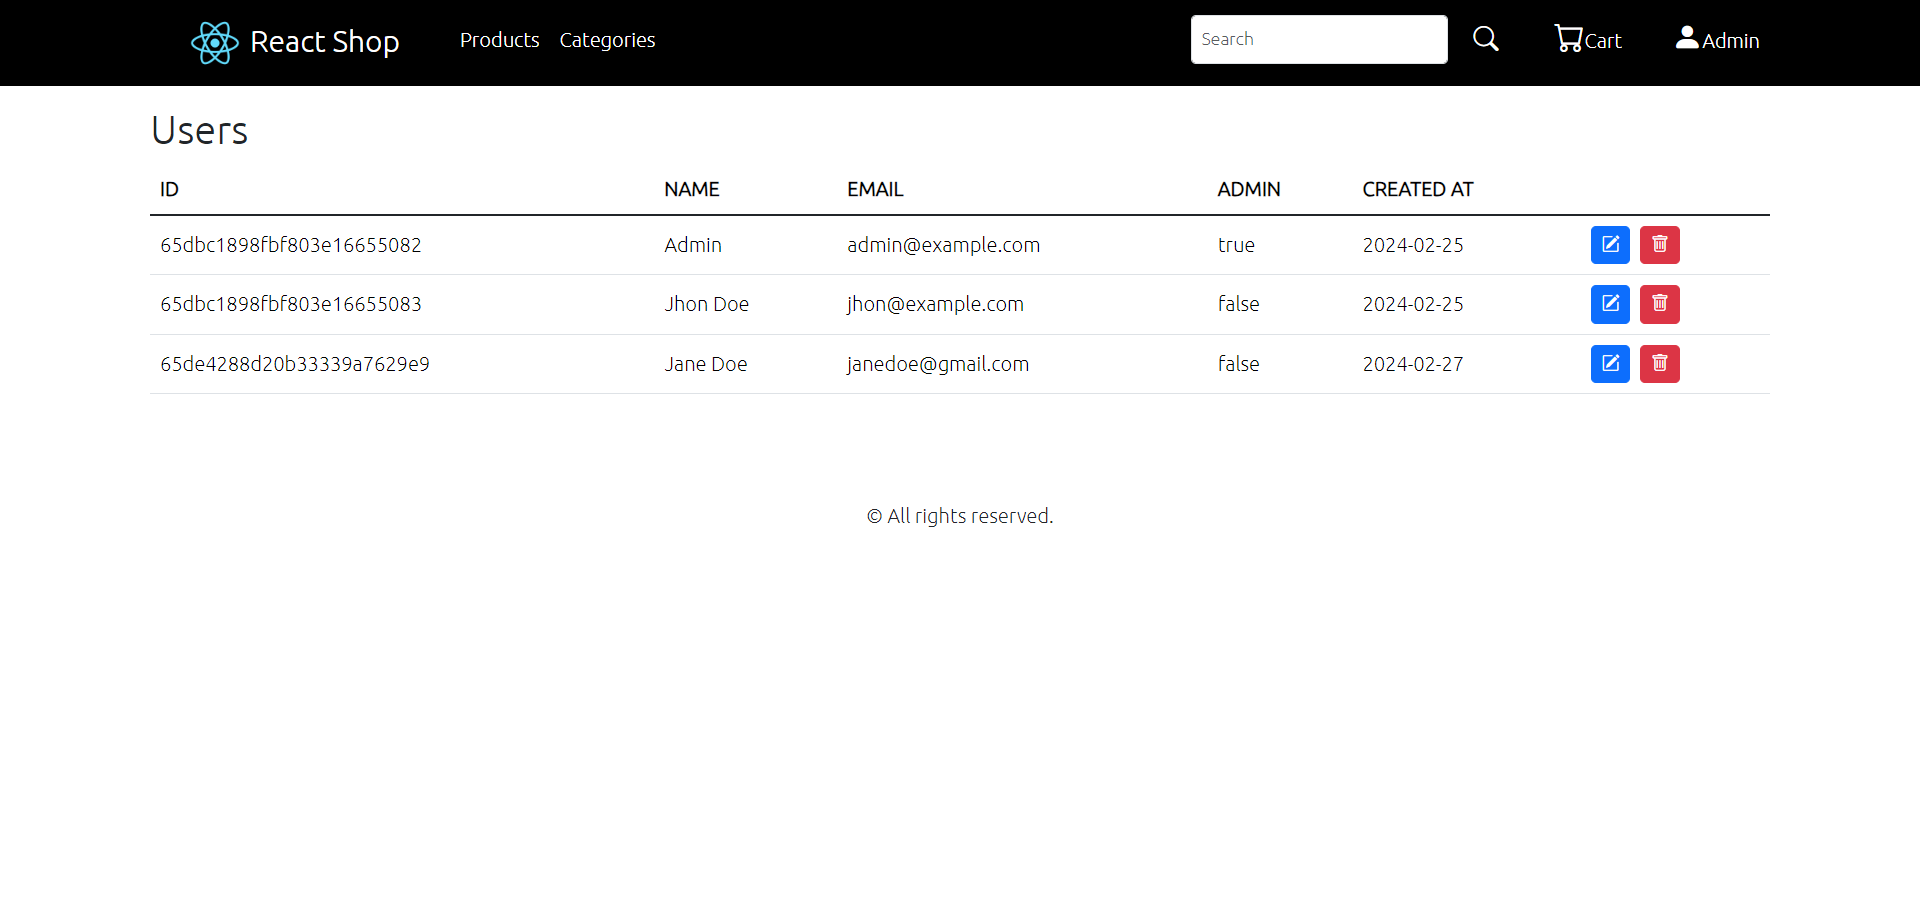 React Shop Products Categories Search Cart Admin
Users
ID NAME EMAIL ADMIN CREATED AT
65dbc1898fbf803e16655082 Admin admin@example.com true 2024-02-25
65dbc1898fbf803e16655083 Jhon Doe jhon@example.com false 2024-02-25
65de4288d20b33339a7629e9 Jane Doe janedoe@gmail.com false 2024-02-27
© All rights reserved.